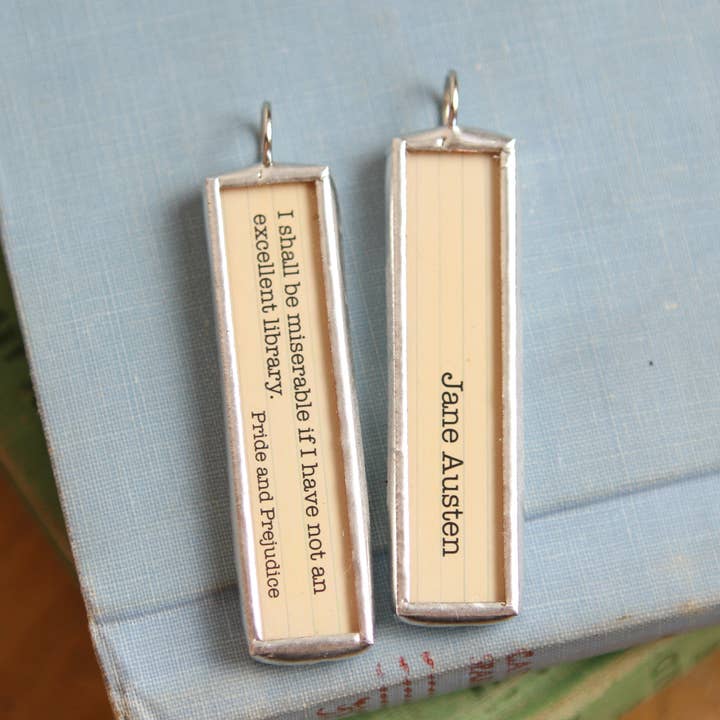 I shall be miserable if I have not an
excellent library.
Pride and Prejudice
Jane Austen